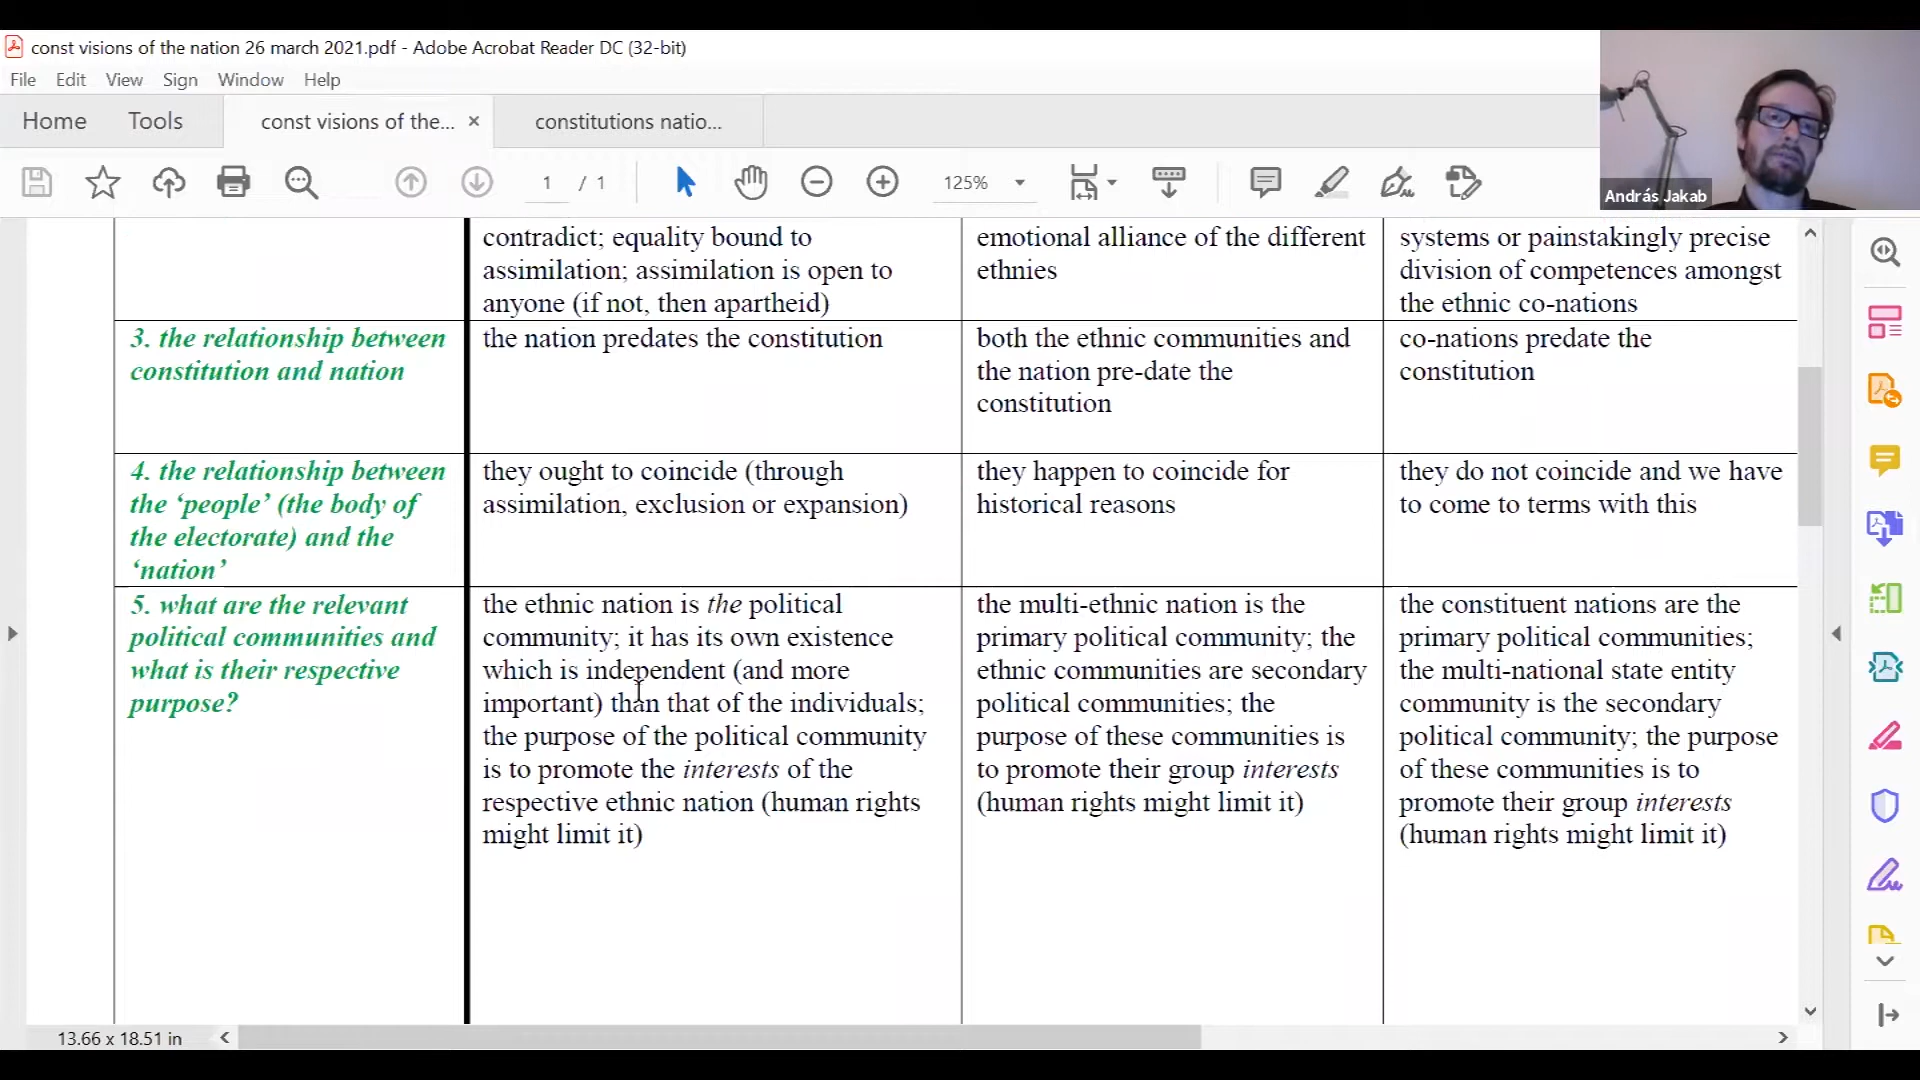 const visions of the nation 26 march 2021.pdf - Adobe Acrobat Reader DC (32-bit)
File Edit View Sign Window Help
Home Tools const visions of the... × constitutions natio...
1 / 1 125%
András Jakab
contradict; equality bound to
assimilation; assimilation is open to
anyone (if not, then apartheid)
emotional alliance of the different
ethnies
systems or painstakingly precise
division of competences amongst
the ethnic co-nations
3. the relationship between
constitution and nation
the nation predates the constitution
both the ethnic communities and
the nation pre-date the
constitution
co-nations predate the
constitution
4. the relationship between
the ‘people’ (the body of
the electorate) and the
‘nation’
they ought to coincide (through
assimilation, exclusion or expansion)
they happen to coincide for
historical reasons
they do not coincide and we have
to come to terms with this
5. what are the relevant
political communities and
what is their respective
purpose?
the ethnic nation is the political
community; it has its own existence
which is independent (and more
important) than that of the individuals;
the purpose of the political community
is to promote the interests of the
respective ethnic nation (human rights
might limit it)
the multi-ethnic nation is the
primary political community; the
ethnic communities are secondary
political communities; the
purpose of these communities is
to promote their group interests
(human rights might limit it)
the constituent nations are the
primary political communities;
the multi-national state entity
community is the secondary
political community; the purpose
of these communities is to
promote their group interests
(human rights might limit it)
13.66 x 18.51 in